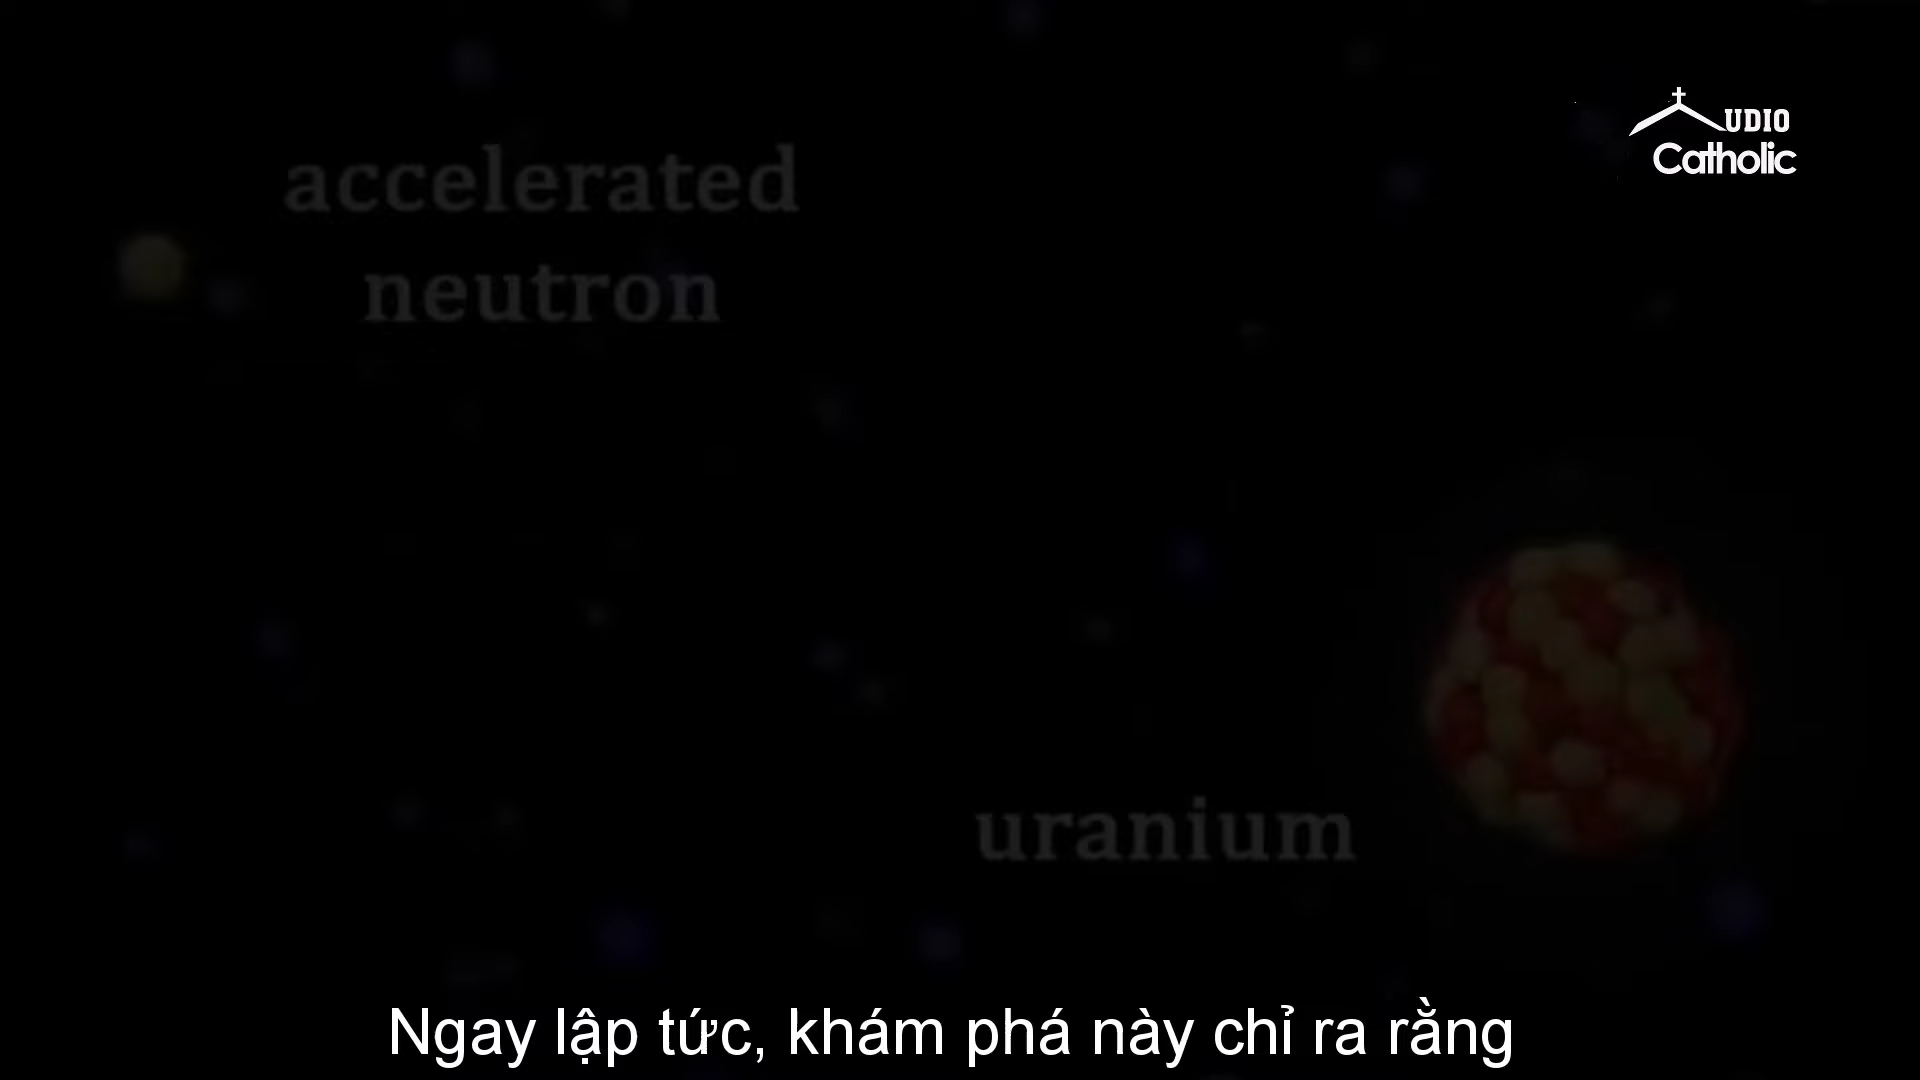 UDIO
Catholic
accelerated
neutron
uranium
Ngay lập tức, khám phá này chỉ ra rằng